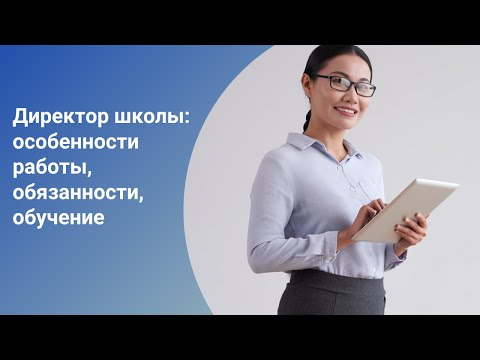 Директор школы:
особенности
работы,
обязанности,
обучение